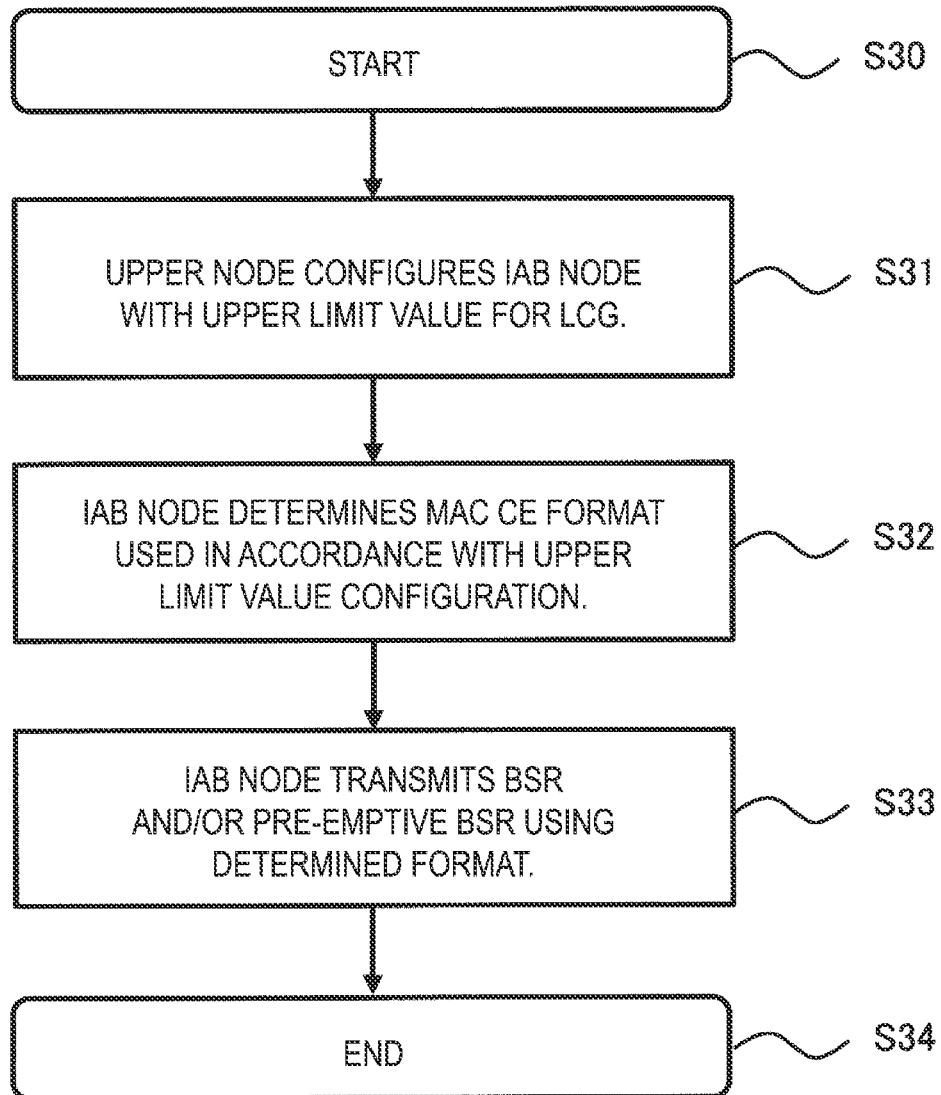 START
S30
UPPER NODE CONFIGURES IAB NODE
WITH UPPER LIMIT VALUE FOR LCG.
S31
IAB NODE DETERMINES MAC CE FORMAT
USED IN ACCORDANCE WITH UPPER
LIMIT VALUE CONFIGURATION.
S32
IAB NODE TRANSMITS BSR
AND/OR PRE-EMPTIVE BSR USING
DETERMINED FORMAT.
S33
END
S34